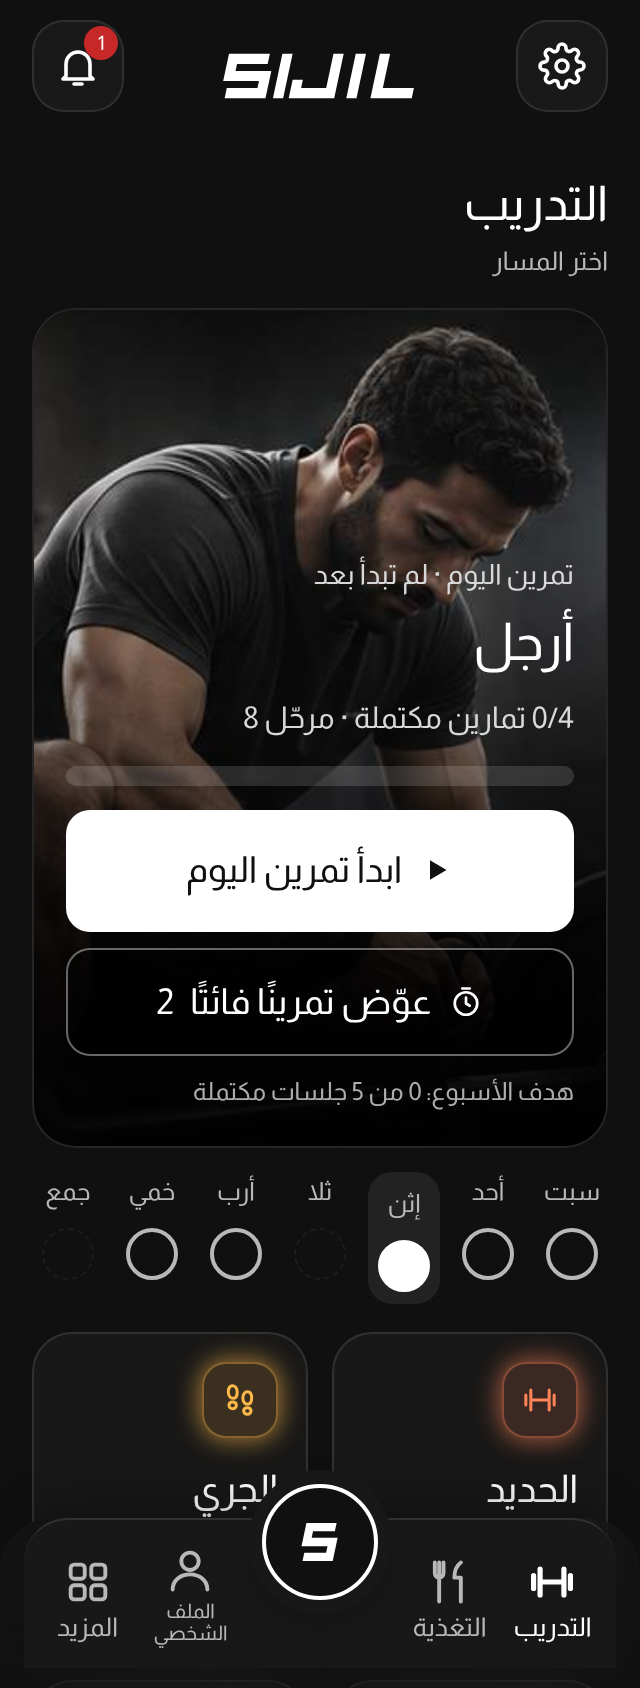 1
SIJIL
التدريب
اختر المسار
تمرين اليوم · لم تبدأ بعد
أرجل
0/4 تمارين مكتملة · مرحّل 8
ابدأ تمرين اليوم
عوّض تمرينًا فائتًا 2
هدف الأسبوع: 0 من 5 جلسات مكتملة
سبت أحد إثن ثلا أرب خمي جمع
الحديد الجري
S
التدريب التغذية الملف الشخصي المزيد